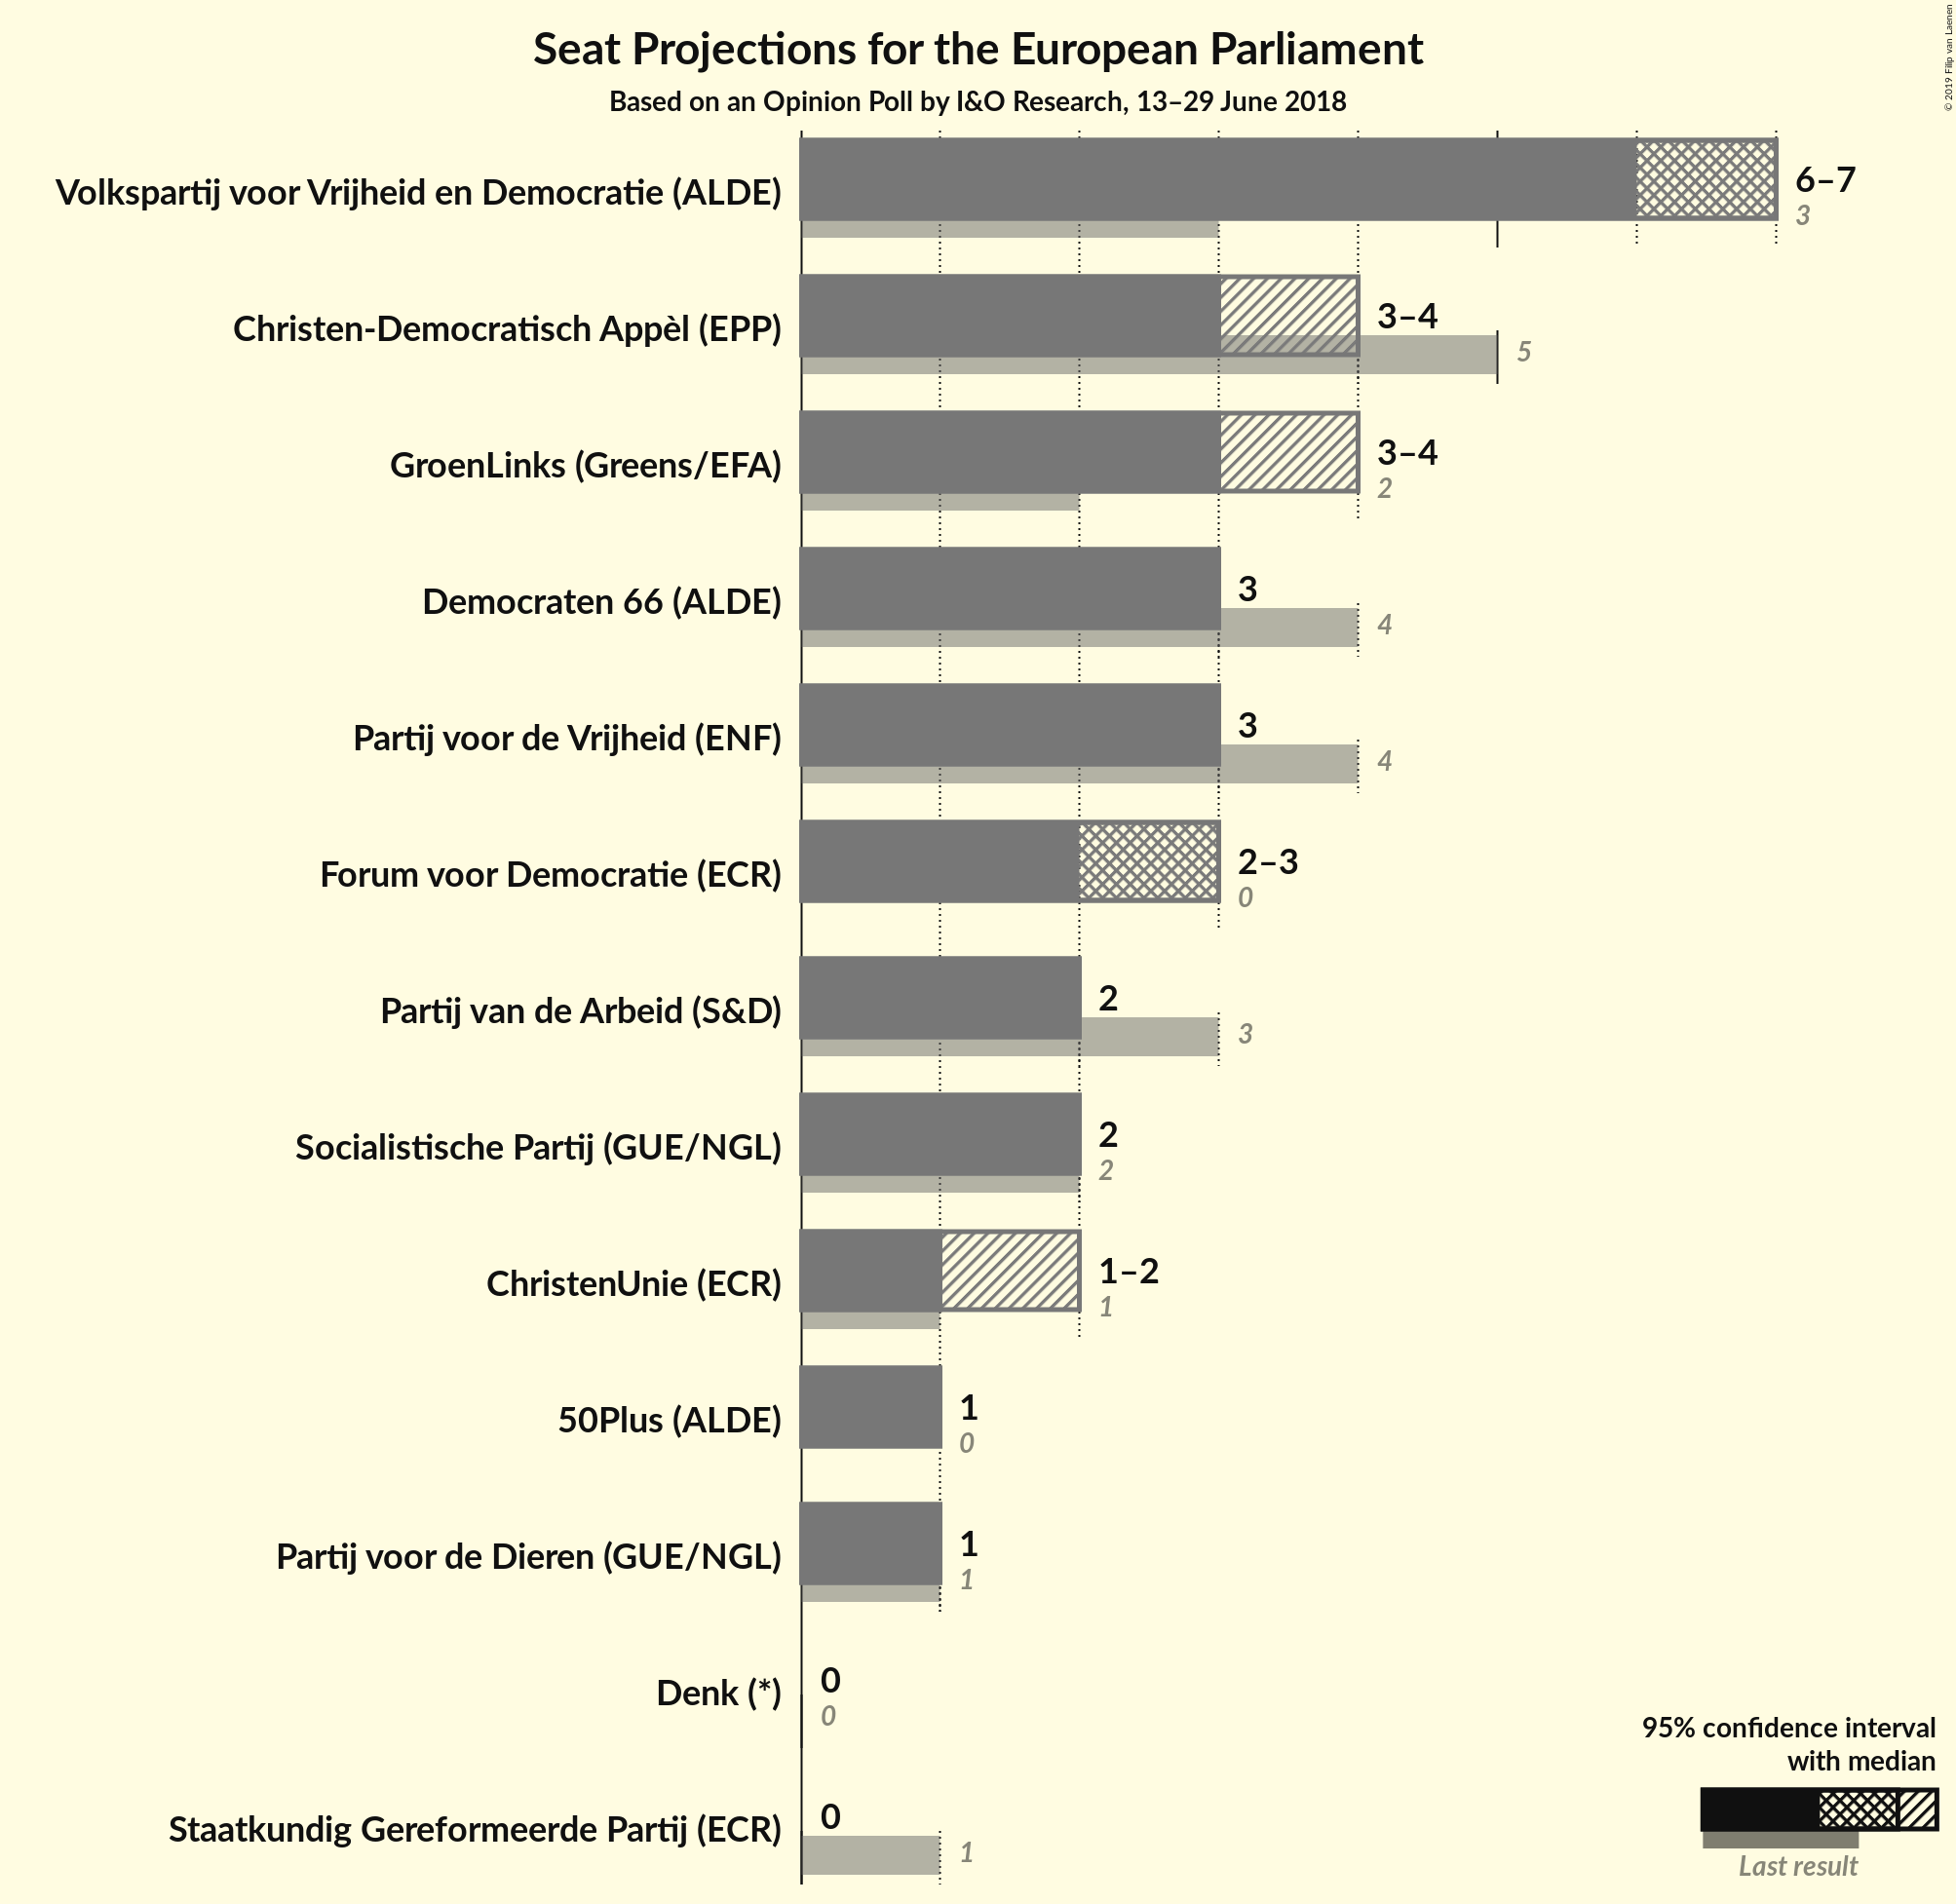 Seat Projections for the European Parliament
Based on an Opinion Poll by I&O Research, 13–29 June 2018
© 2019 Filip van Laenen
Volkspartij voor Vrijheid en Democratie (ALDE)
6–7
3
Christen-Democratisch Appèl (EPP)
3–4
5
GroenLinks (Greens/EFA)
3–4
2
Democraten 66 (ALDE)
3
4
Partij voor de Vrijheid (ENF)
3
4
Forum voor Democratie (ECR)
2–3
0
Partij van de Arbeid (S&D)
2
3
Socialistische Partij (GUE/NGL)
2
2
ChristenUnie (ECR)
1–2
1
50Plus (ALDE)
1
0
Partij voor de Dieren (GUE/NGL)
1
1
Denk (*)
0
0
Staatkundig Gereformeerde Partij (ECR)
0
1
95% confidence interval
with median
Last result